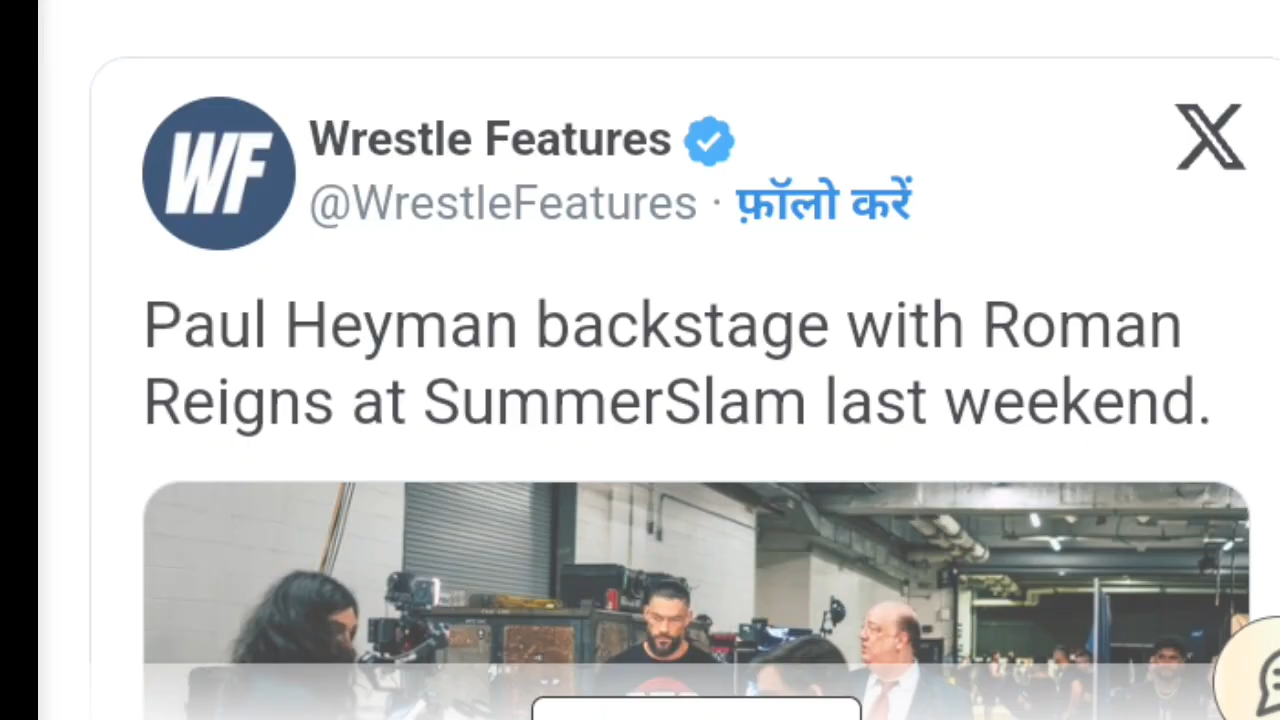 WF
Wrestle Features
@WrestleFeatures · फ़ॉलो करें
Paul Heyman backstage with Roman
Reigns at SummerSlam last weekend.